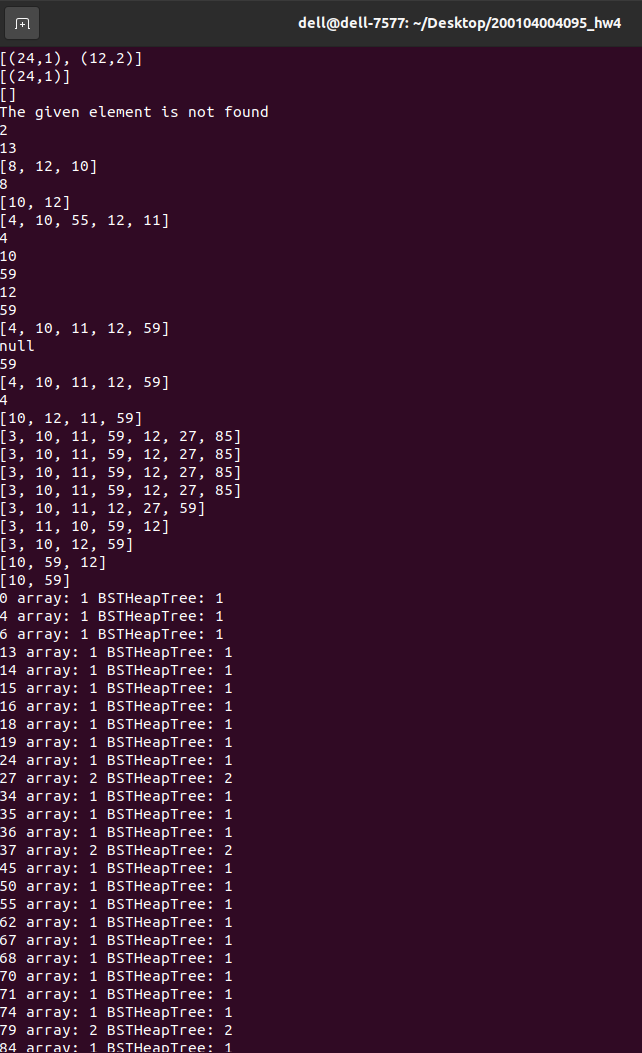 dell@dell-7577: ~/Desktop/200104004095_hw4
[(24,1), (12,2)]
[(24,1)]
[]
The given element is not found
2
13
[8, 12, 10]
8
[10, 12]
[4, 10, 55, 12, 11]
4
10
59
12
59
[4, 10, 11, 12, 59]
null
59
[4, 10, 11, 12, 59]
4
[10, 12, 11, 59]
[3, 10, 11, 59, 12, 27, 85]
[3, 10, 11, 59, 12, 27, 85]
[3, 10, 11, 59, 12, 27, 85]
[3, 10, 11, 59, 12, 27, 85]
[3, 10, 11, 12, 27, 59]
[3, 11, 10, 59, 12]
[3, 10, 12, 59]
[10, 59, 12]
[10, 59]
0 array: 1 BSTHeapTree: 1
4 array: 1 BSTHeapTree: 1
6 array: 1 BSTHeapTree: 1
13 array: 1 BSTHeapTree: 1
14 array: 1 BSTHeapTree: 1
15 array: 1 BSTHeapTree: 1
16 array: 1 BSTHeapTree: 1
18 array: 1 BSTHeapTree: 1
19 array: 1 BSTHeapTree: 1
24 array: 1 BSTHeapTree: 1
27 array: 2 BSTHeapTree: 2
34 array: 1 BSTHeapTree: 1
35 array: 1 BSTHeapTree: 1
36 array: 1 BSTHeapTree: 1
37 array: 2 BSTHeapTree: 2
45 array: 1 BSTHeapTree: 1
50 array: 1 BSTHeapTree: 1
55 array: 1 BSTHeapTree: 1
62 array: 1 BSTHeapTree: 1
67 array: 1 BSTHeapTree: 1
68 array: 1 BSTHeapTree: 1
70 array: 1 BSTHeapTree: 1
71 array: 1 BSTHeapTree: 1
74 array: 1 BSTHeapTree: 1
79 array: 2 BSTHeapTree: 2
84 array: 1 BSTHeapTree: 1